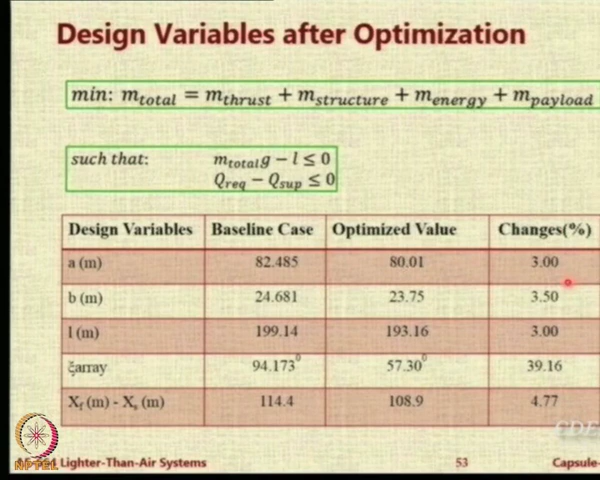 Design Variables after Optimization
min: m_total = m_thrust + m_structure + m_energy + m_payload
such that: m_total g − l ≤ 0
Q_req − Q_sup ≤ 0
Design Variables Baseline Case Optimized Value Changes(%)
a (m) 82.485 80.01 3.00
b (m) 24.681 23.75 3.50
l (m) 199.14 193.16 3.00
ξarray 94.173⁰ 57.30⁰ 39.16
X_f (m) - X_s (m) 114.4 108.9 4.77
NPTEL
Lighter-Than-Air Systems 53 Capsule-